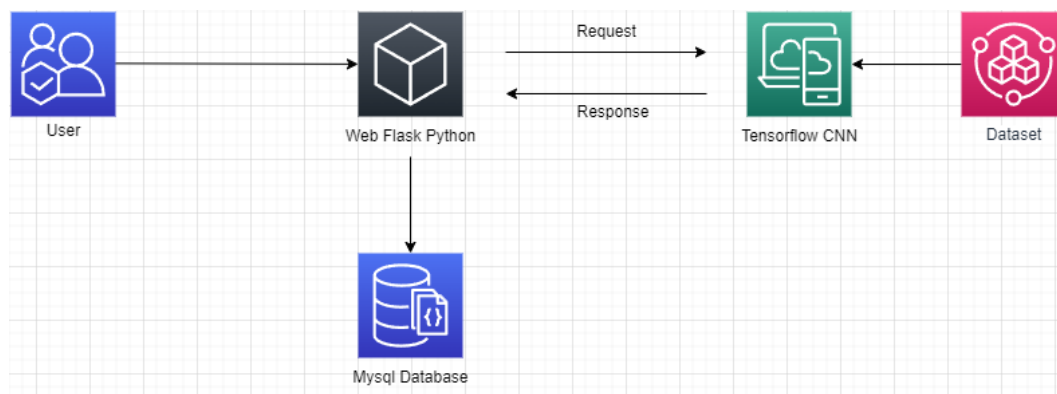 Request
Response
User
Web Flask Python
Tensorflow CNN
Dataset
Mysql Database